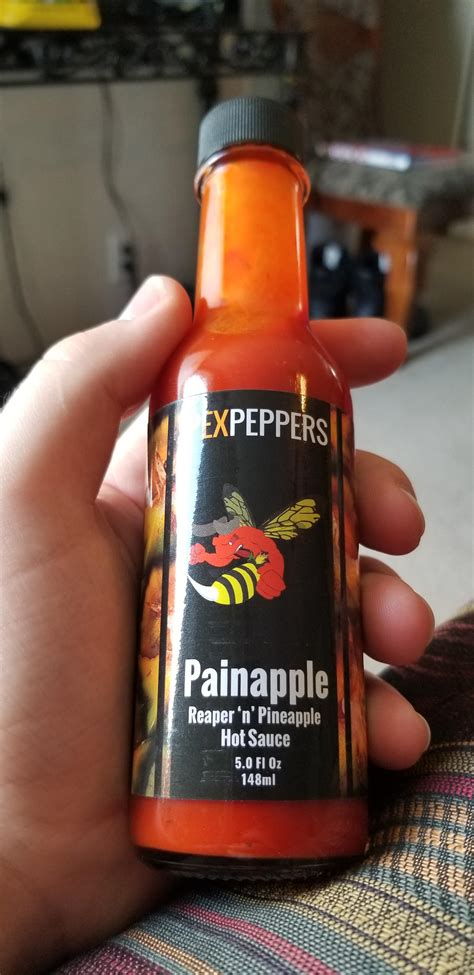 EXPEPPERS
Painapple
Reaper ‘n’ Pineapple
Hot Sauce
5.0 Fl Oz
148ml